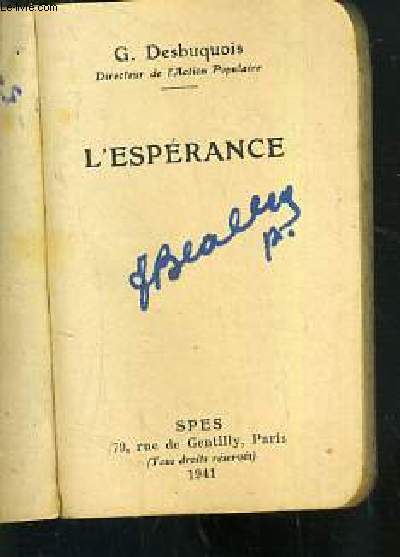 G. Desbuquois
Directeur de l'Action Populaire
L'ESPÉRANCE
p.
SPES
79, rue de Gentilly, Paris
(Tous droits réservés)
1941